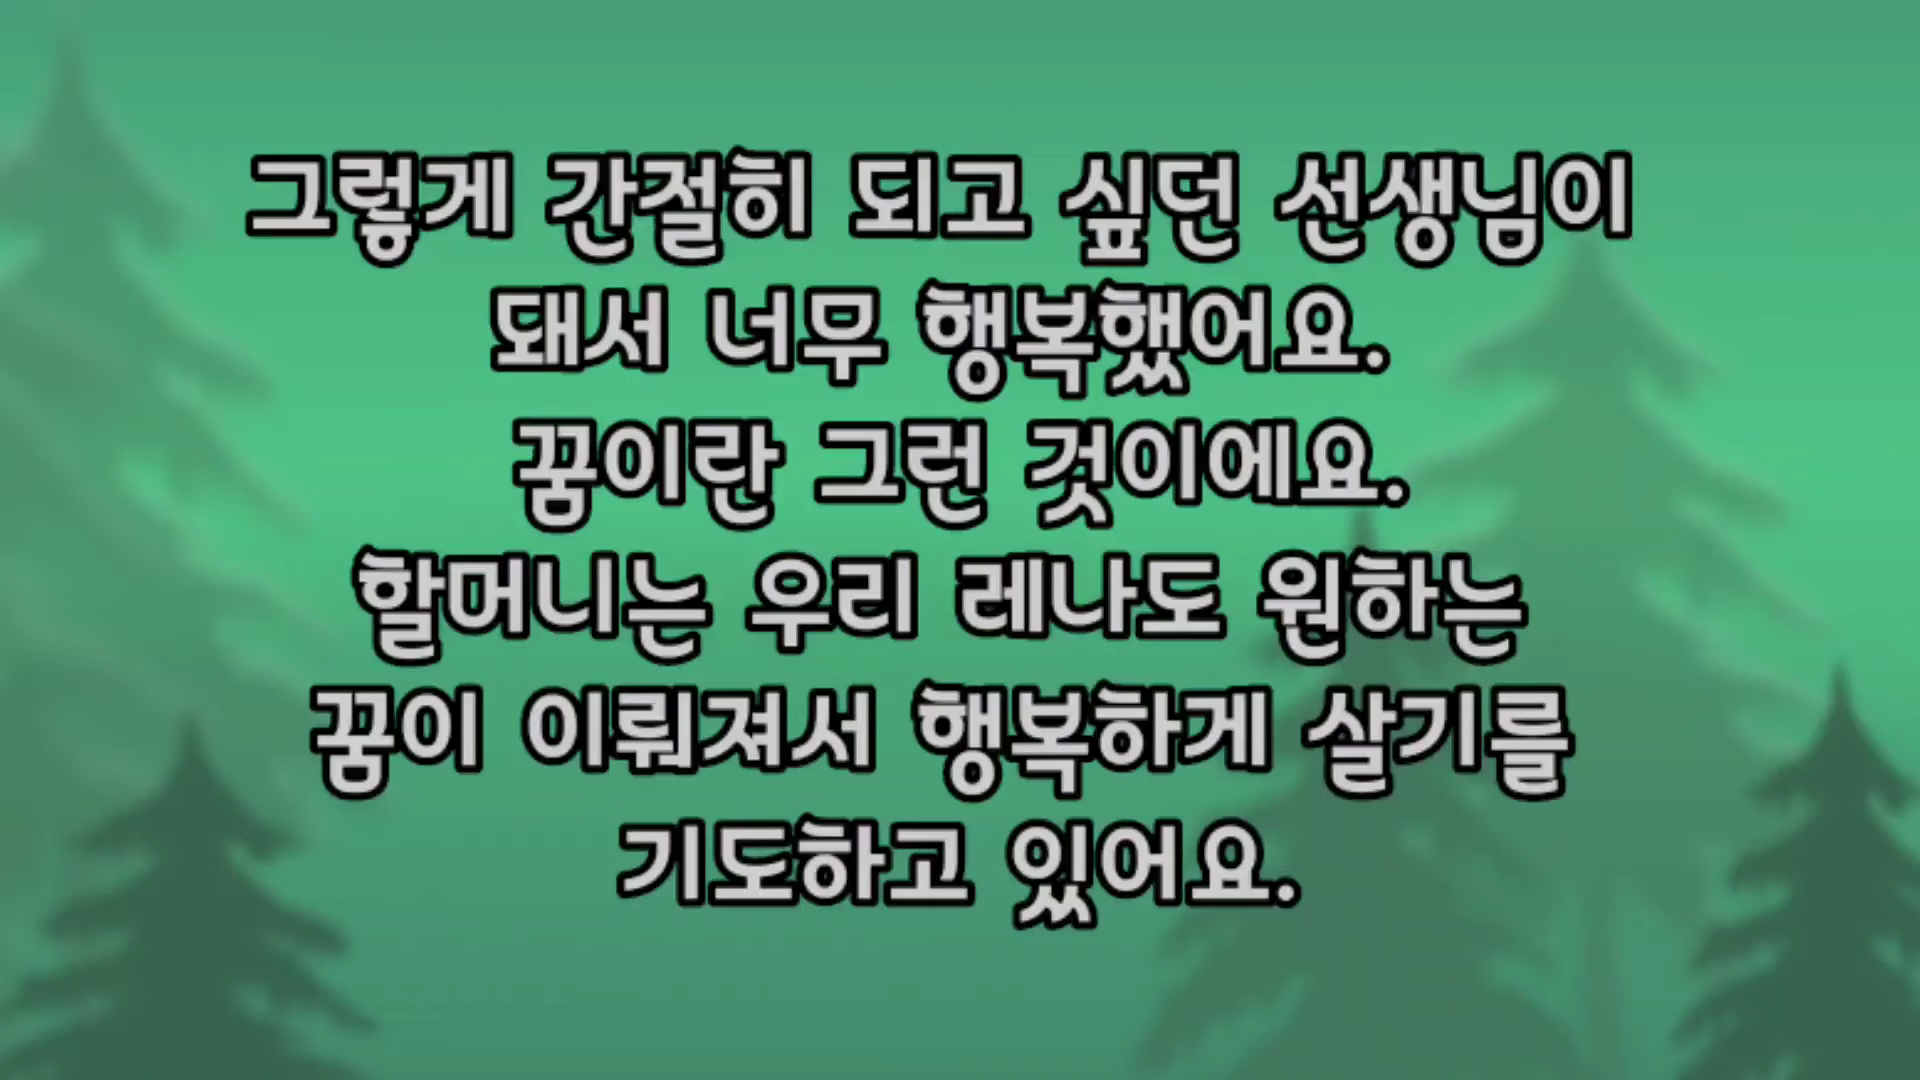 그렇게 간절히 되고 싶던 선생님이
돼서 너무 행복했어요.
꿈이란 그런 것이에요.
할머니는 우리 레나도 원하는
꿈이 이뤄져서 행복하게 살기를
기도하고 있어요.